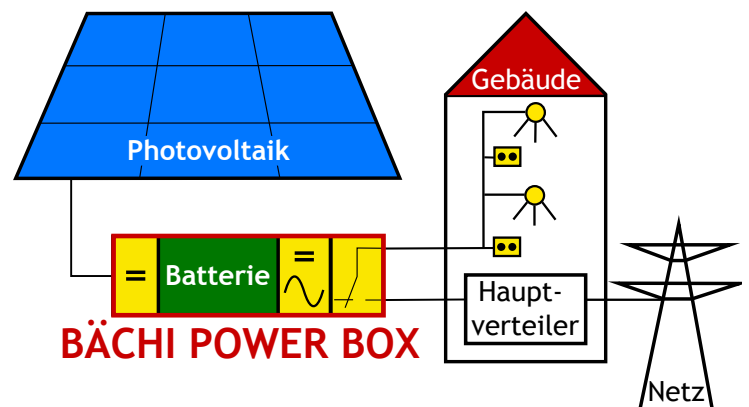 Gebäude
Photovoltaik
=
Batterie
=
BÄCHI POWER BOX
Haupt-
verteiler
Netz